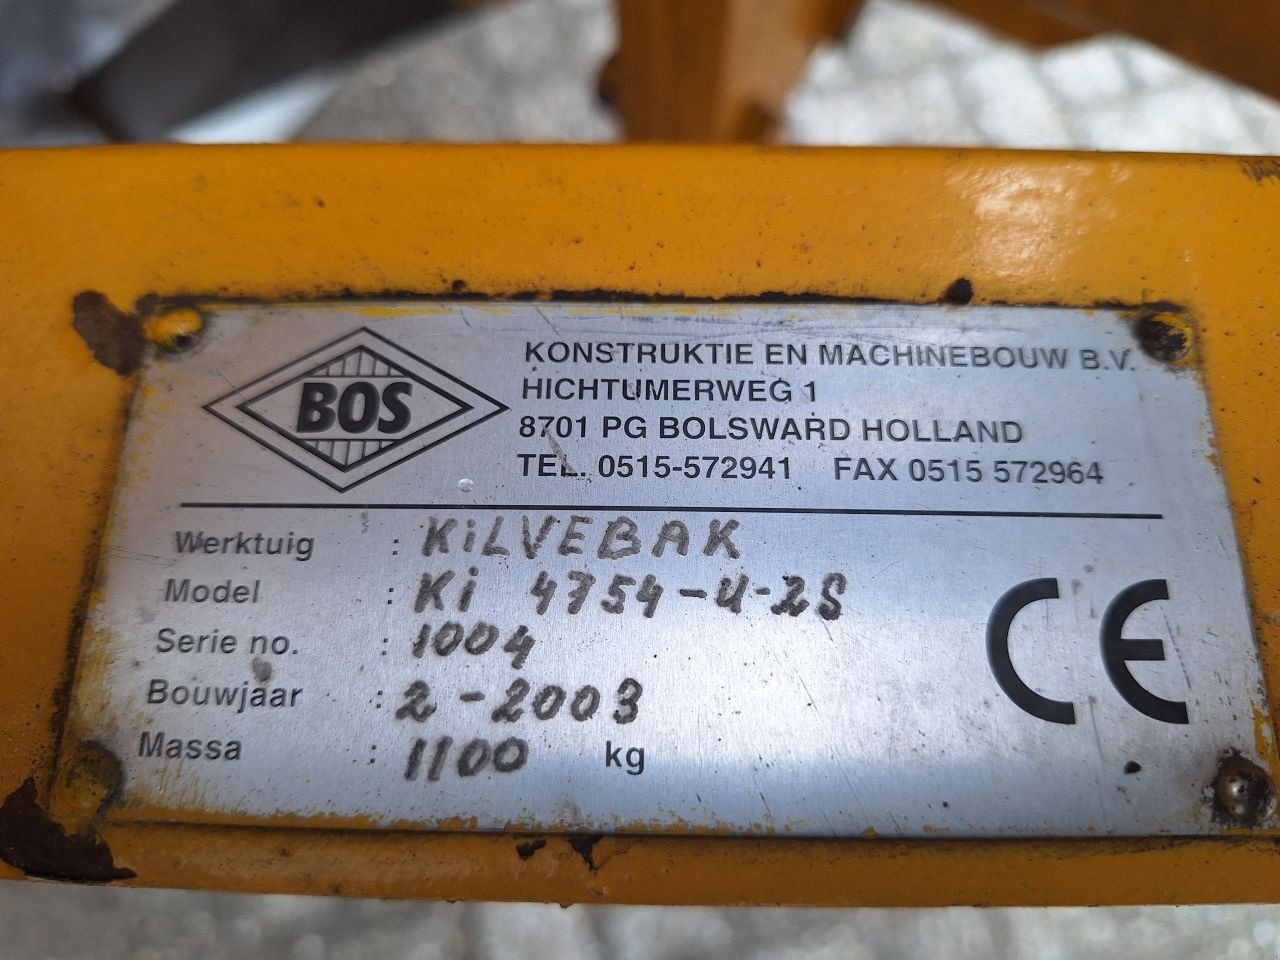 BOS
KONSTRUKTIE EN MACHINEBOUW B.V.
HICHTUMERWEG 1
8701 PG BOLSWARD HOLLAND
TEL. 0515-572941 FAX 0515 572964
Werktuig : KiLVEBAK
Model : Ki 4754-U-2S
Serie no. : 1004
Bouwjaar : 2-2003
Massa : 1100 kg
CE